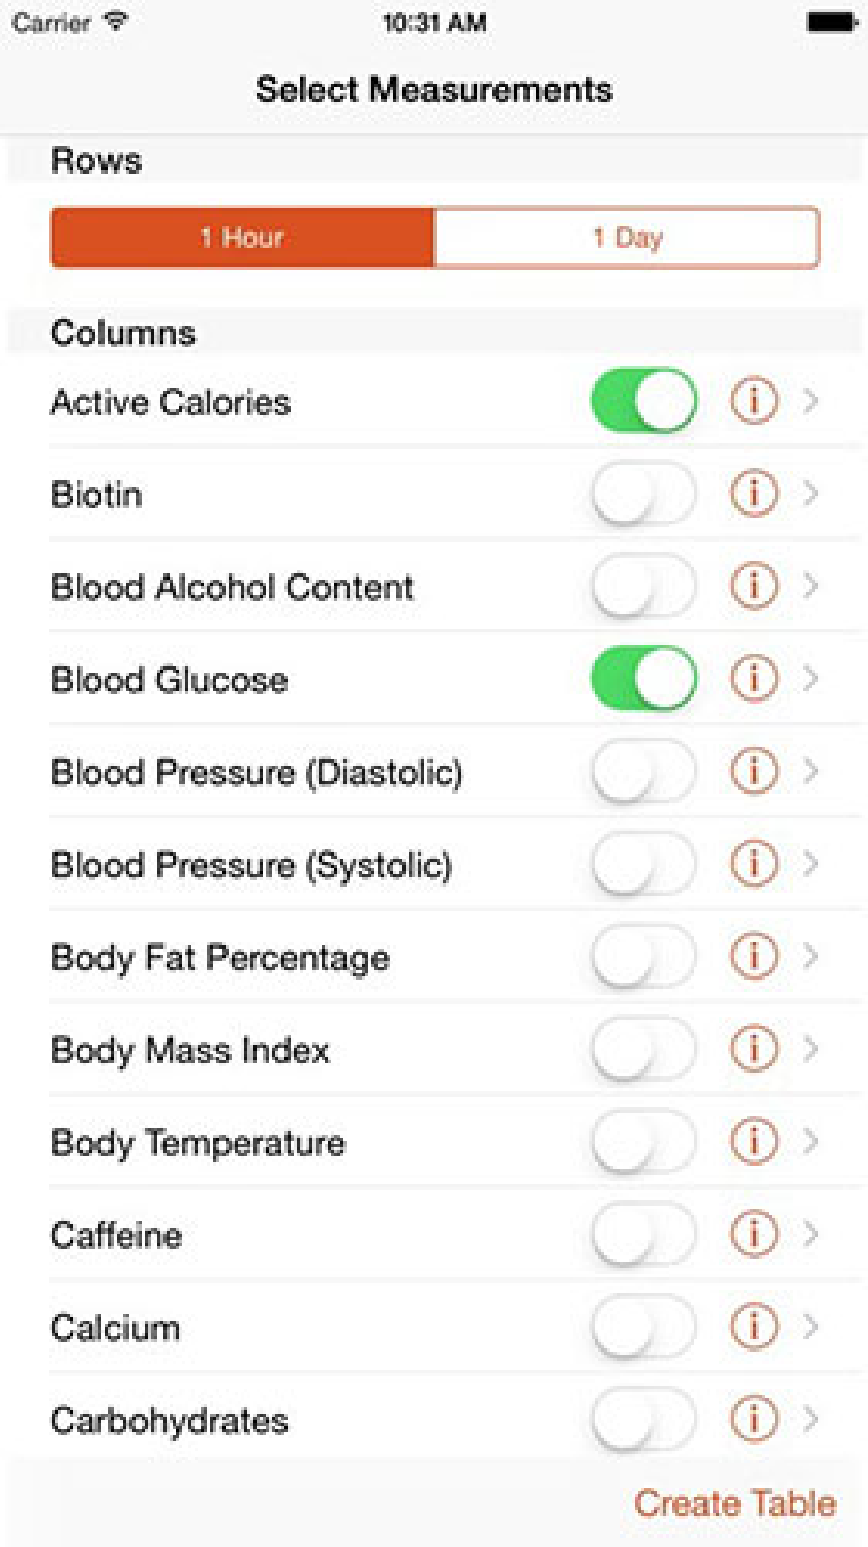 Carrier 10:31 AM
Select Measurements
Rows
1 Hour 1 Day
Columns
Active Calories
Biotin
Blood Alcohol Content
Blood Glucose
Blood Pressure (Diastolic)
Blood Pressure (Systolic)
Body Fat Percentage
Body Mass Index
Body Temperature
Caffeine
Calcium
Carbohydrates
Create Table